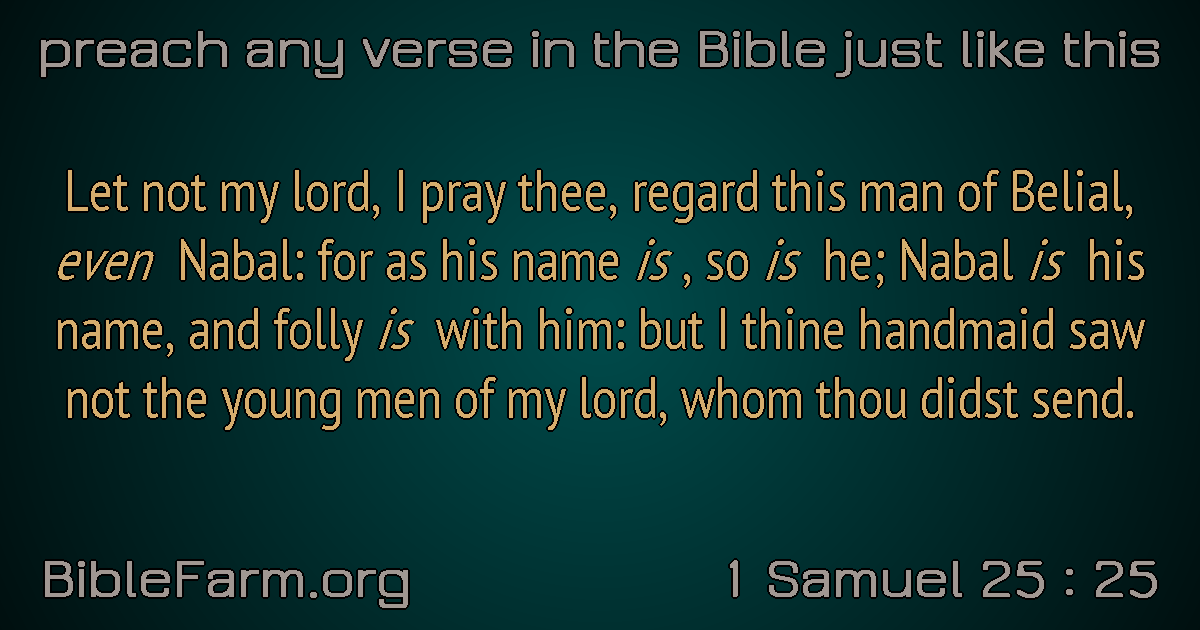 preach any verse in the Bible just like this
Let not my lord, I pray thee, regard this man of Belial,
even Nabal: for as his name is , so is he; Nabal is his
name, and folly is with him: but I thine handmaid saw
not the young men of my lord, whom thou didst send.
BibleFarm.org
1 Samuel 25 : 25